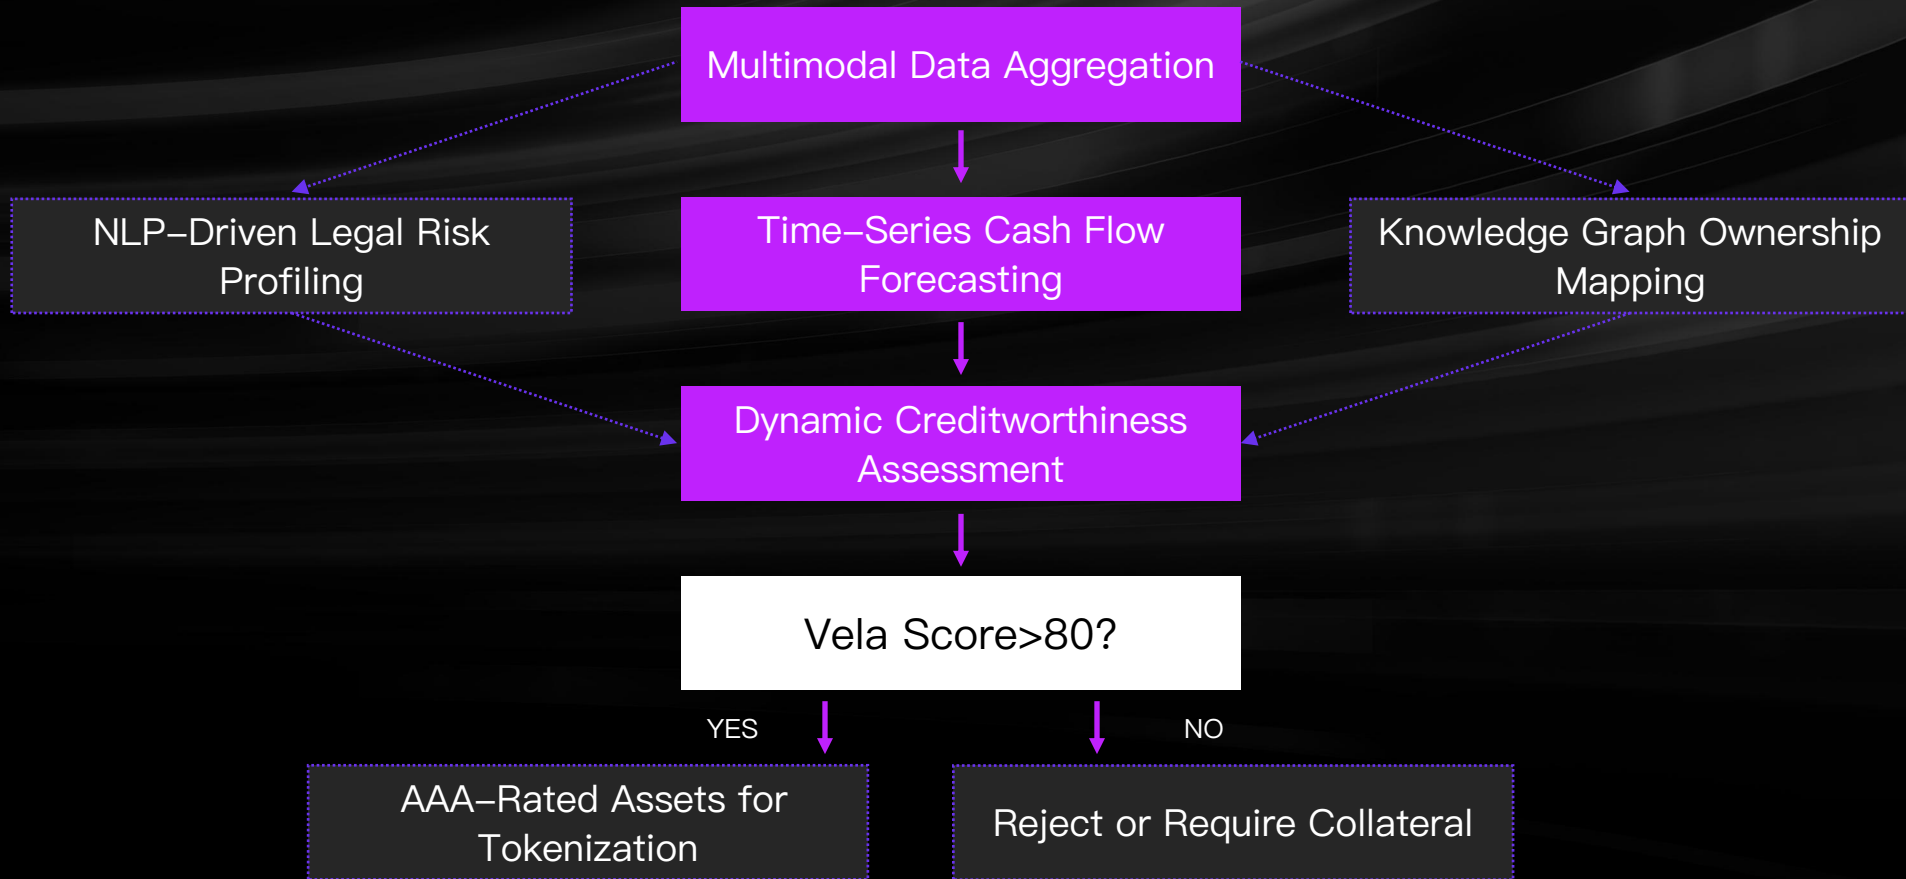 Multimodal Data Aggregation
NLP-Driven Legal Risk
Profiling
Time-Series Cash Flow
Forecasting
Knowledge Graph Ownership
Mapping
Dynamic Creditworthiness
Assessment
Vela Score>80?
YES
NO
AAA-Rated Assets for
Tokenization
Reject or Require Collateral